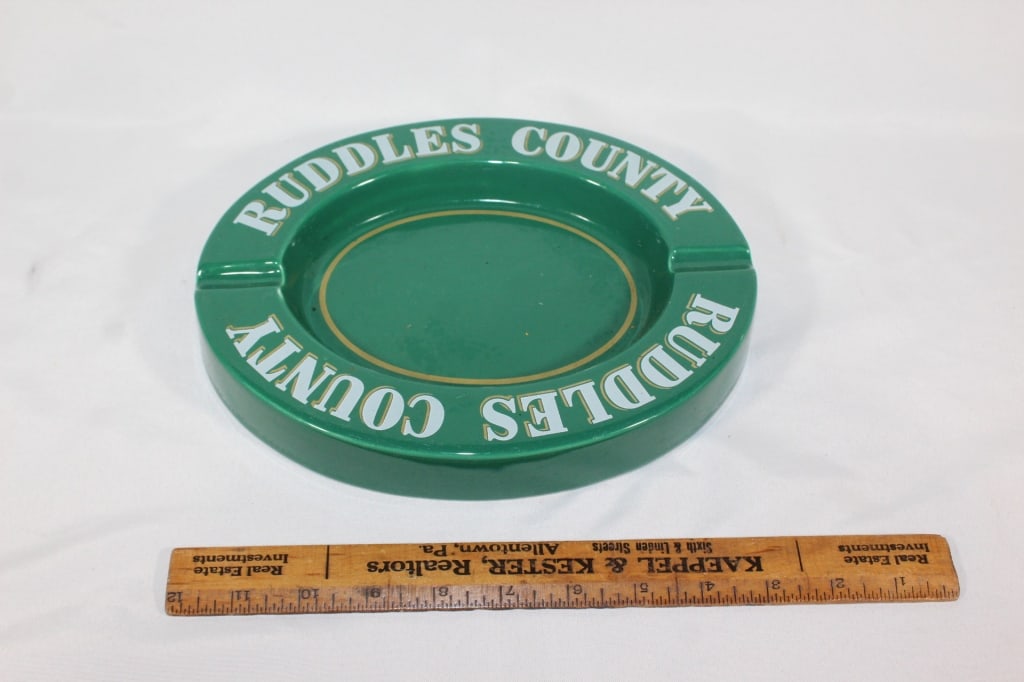 RUDDLES COUNTY
RUDDLES COUNTY
Real Estate
Investments
KAEPPEL & KESTER, Realtors
Sixth & Linden Streets
Allentown, Pa.
Real Estate
Investments
1 2 3 4 5 6 7 8 9 10 11 12